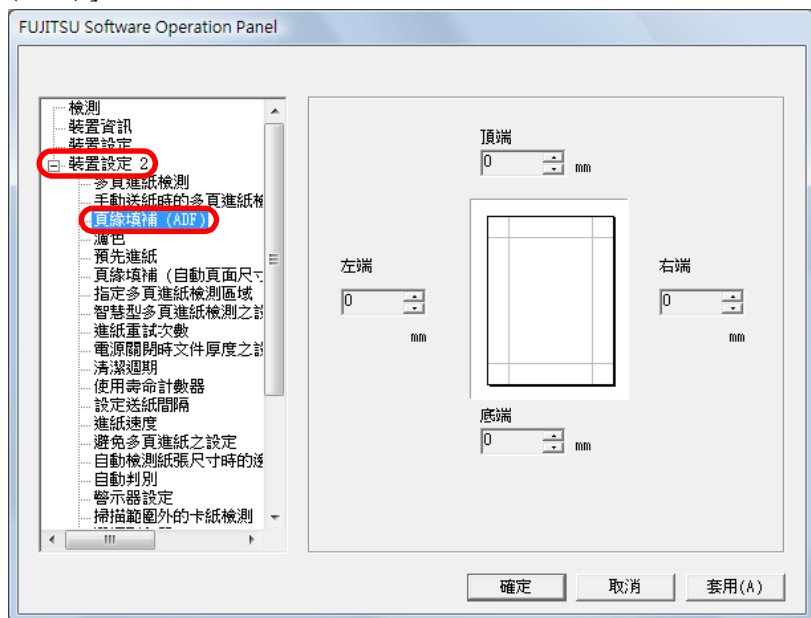 FUJITSU Software Operation Panel
檢測
裝置資訊
裝置設定
裝置設定 2
多頁進紙檢測
手動送紙時的多頁進紙檢
頁緣填補 (ADF)
濾色
預先進紙
頁緣填補 (自動頁面尺寸
指定多頁進紙檢測區域
智慧型多頁進紙檢測之設
進紙重試次數
電源關閉時文件厚度之設
清潔週期
使用壽命計數器
設定送紙間隔
進紙速度
避免多頁進紙之設定
自動檢測紙張尺寸時的邊
自動判別
警示器設定
掃描範圍外的卡紙檢測
頂端
0 mm
左端
0
mm
右端
0
mm
底端
0 mm
確定
取消
套用(A)